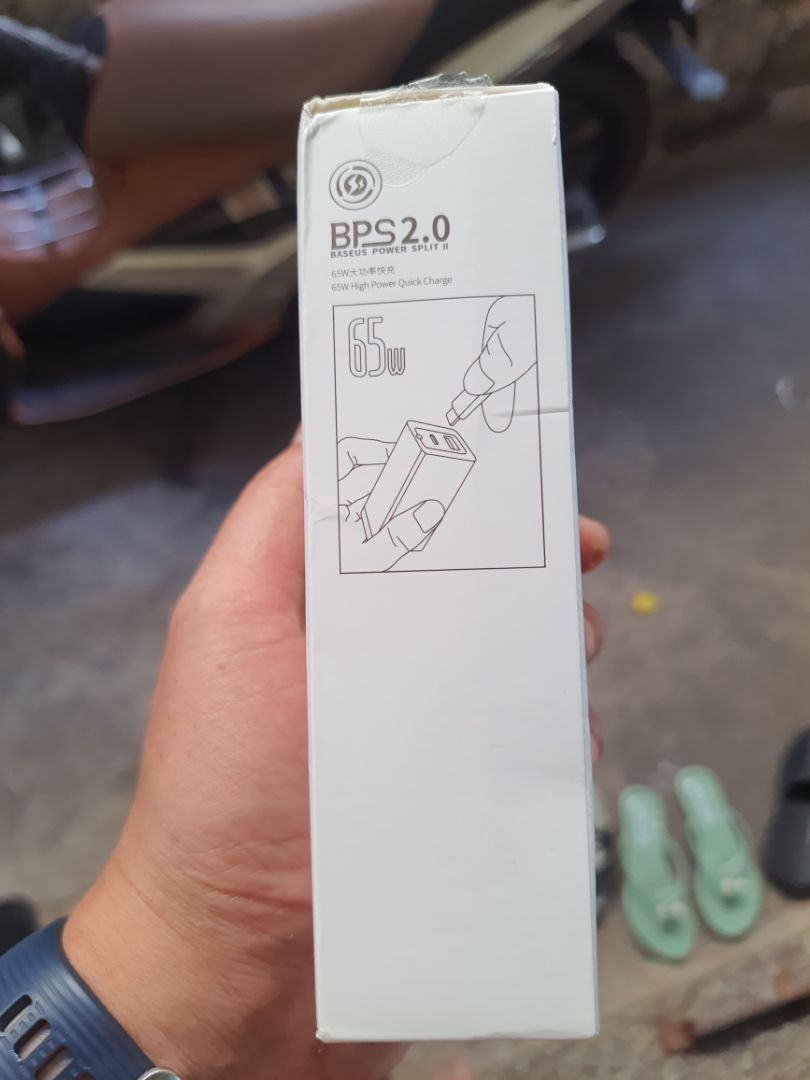 BPS2.0
BASEUS POWER SPLIT II
65W大功率快充
65W High Power Quick Charge
65w